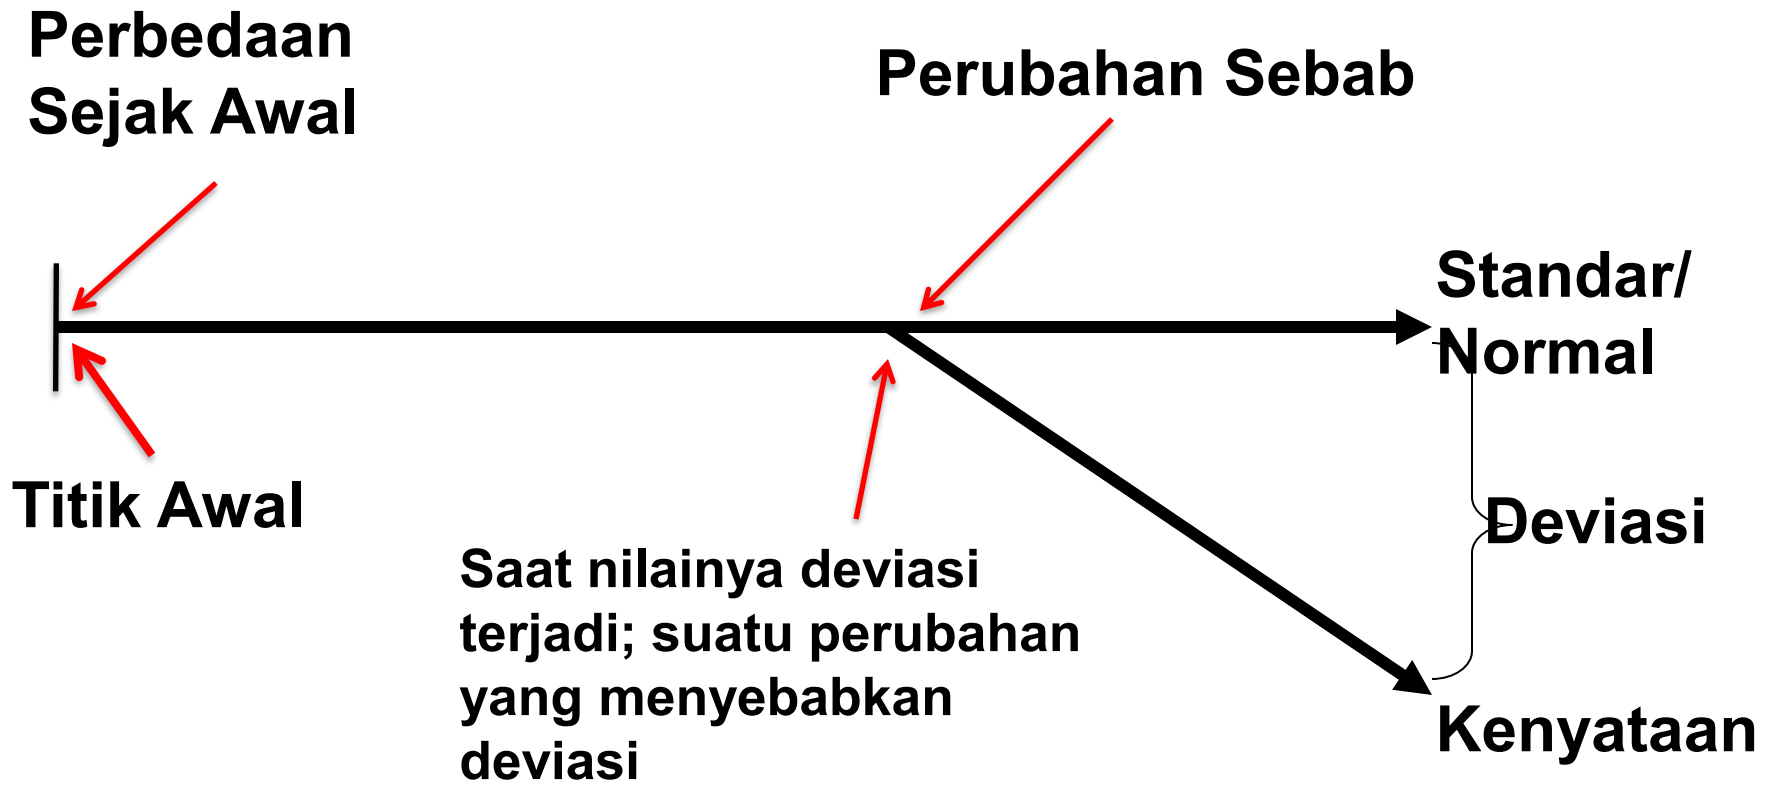 Perbedaan
Sejak Awal
Perubahan Sebab
Standar/
Normal
Titik Awal
Deviasi
Saat nilainya deviasi
terjadi; suatu perubahan
yang menyebabkan
deviasi
Kenyataan